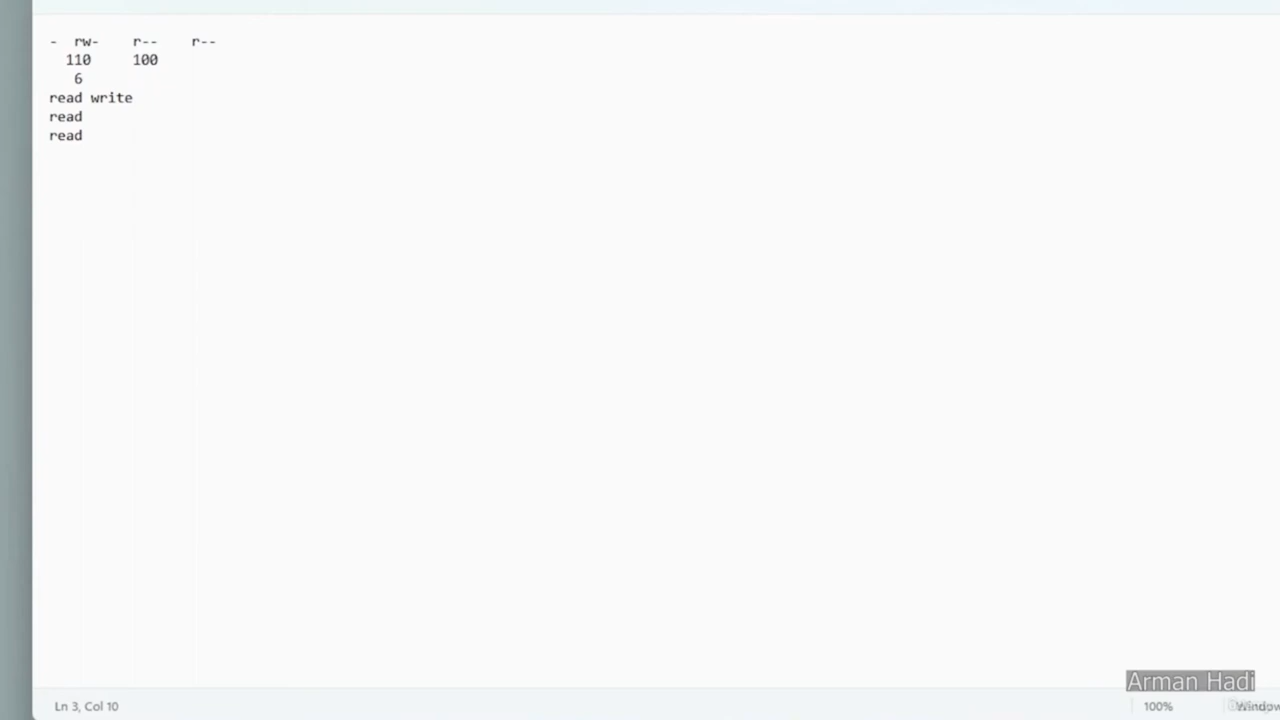 -  rw-    r--    r--
  110     100
   6
read write
read
read
Arman Hadi
Ln 3, Col 10
100%